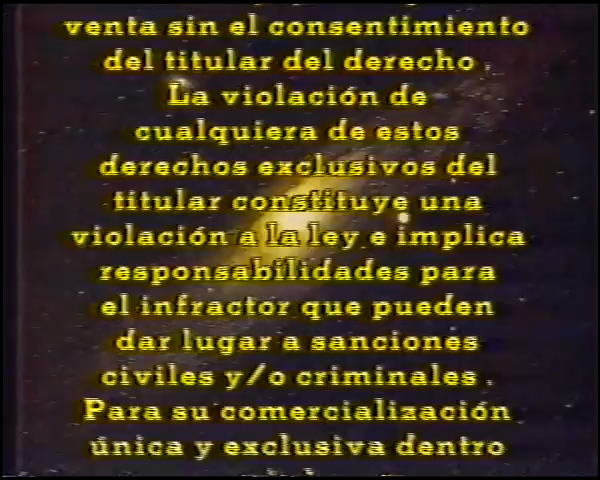 venta sin el consentimiento
del titular del derecho .
La violación de
cualquiera de estos
derechos exclusivos del
titular constituye una
violación a la ley e implica
responsabilidades para
el infractor que pueden
dar lugar a sanciones
civiles y/o criminales .
Para su comercialización
única y exclusiva dentro